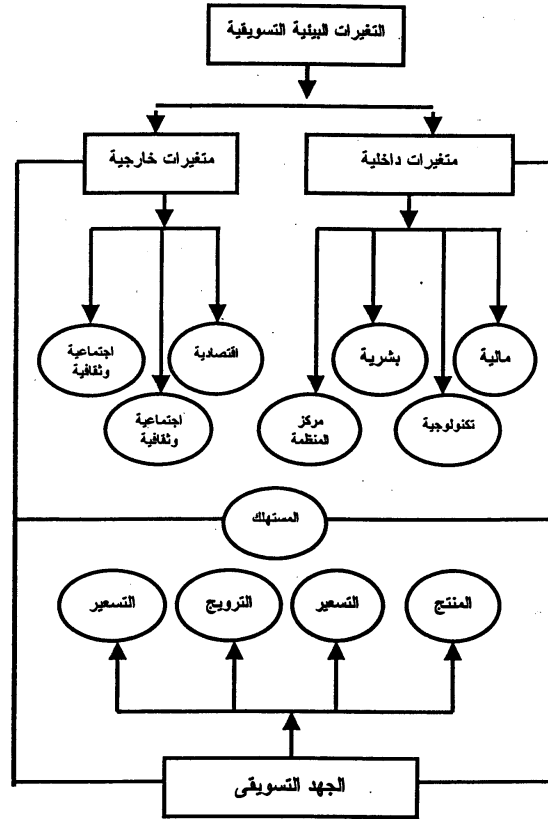 التغيرات البيئية التسويقية
متغيرات داخلية
متغيرات خارجية
مالية
بشرية
اقتصادية
اجتماعية
وثقافية
تكنولوجية
مركز
المنظمة
اجتماعية
وثقافية
المستهلك
المنتج
التسعير
الترويج
التسعير
الجهد التسويقى